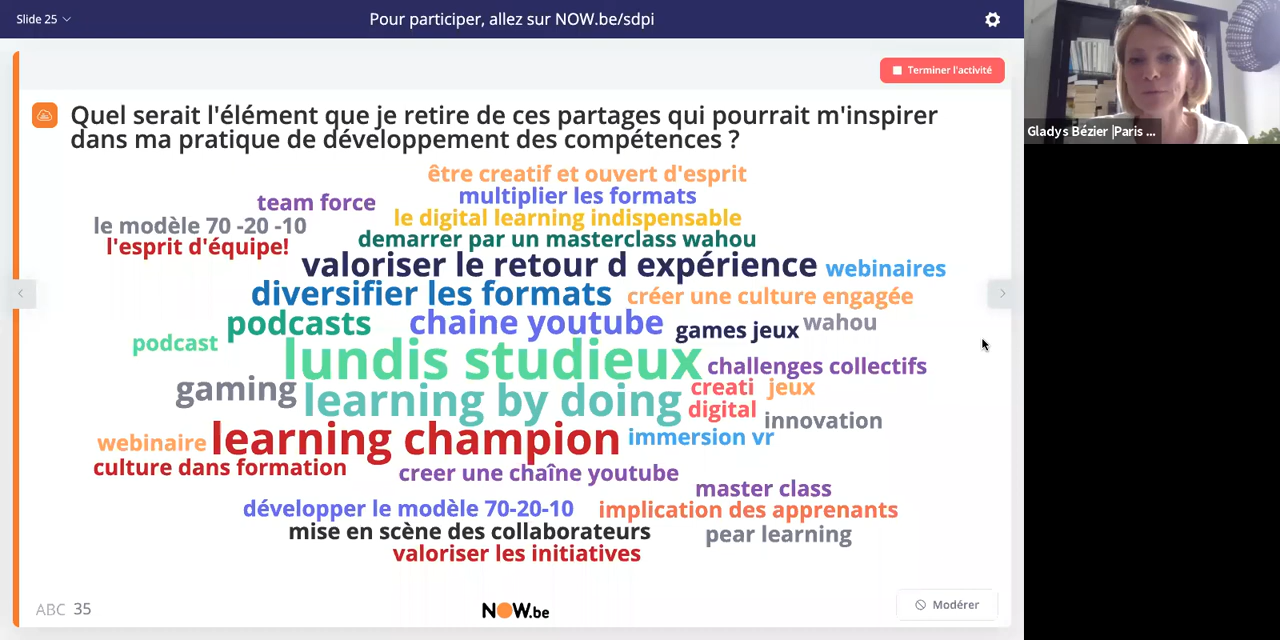 Slide 25
Pour participer, allez sur NOW.be/sdpi
Terminer l'activité
Gladys Bézier |Paris ...
Quel serait l'élément que je retire de ces partages qui pourrait m'inspirer
dans ma pratique de développement des compétences ?
être creatif et ouvert d'esprit
multiplier les formats
team force
le digital learning indispensable
le modèle 70 -20 -10
demarrer par un masterclass wahou
l'esprit d'équipe!
valoriser le retour d expérience
webinaires
diversifier les formats
créer une culture engagée
podcasts
chaine youtube
games jeux
wahou
podcast
lundis studieux
challenges collectifs
gaming
learning by doing
creati
jeux
digital
innovation
webinaire
learning champion
immersion vr
culture dans formation
creer une chaîne youtube
master class
développer le modèle 70-20-10
implication des apprenants
mise en scène des collaborateurs
pear learning
valoriser les initiatives
ABC 35
NOW.be
Modérer